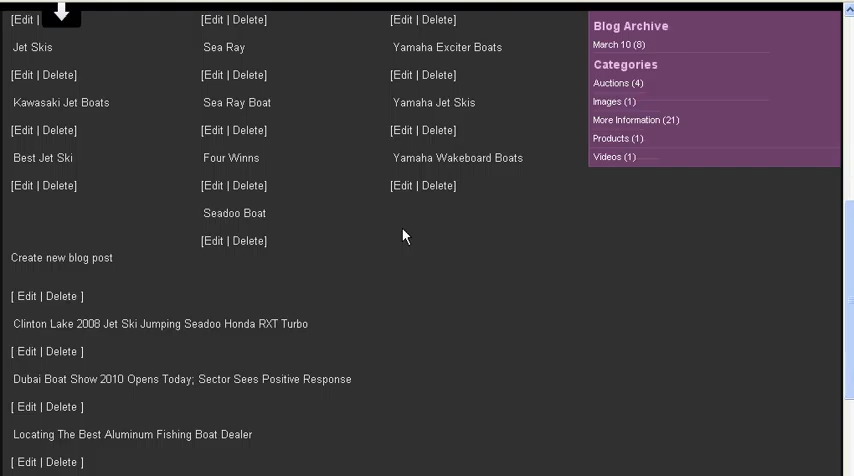 [Edit |
[Edit | Delete]
[Edit | Delete]
Jet Skis
Sea Ray
Yamaha Exciter Boats
[Edit | Delete]
[Edit | Delete]
[Edit | Delete]
Kawasaki Jet Boats
Sea Ray Boat
Yamaha Jet Skis
[Edit | Delete]
[Edit | Delete]
[Edit | Delete]
Best Jet Ski
Four Winns
Yamaha Wakeboard Boats
[Edit | Delete]
[Edit | Delete]
[Edit | Delete]
Seadoo Boat
[Edit | Delete]
Create new blog post
[ Edit | Delete ]
Clinton Lake 2008 Jet Ski Jumping Seadoo Honda RXT Turbo
[ Edit | Delete ]
Dubai Boat Show 2010 Opens Today; Sector Sees Positive Response
[ Edit | Delete ]
Locating The Best Aluminum Fishing Boat Dealer
[ Edit | Delete ]
Blog Archive
March 10 (8)
Categories
Auctions (4)
Images (1)
More Information (21)
Products (1)
Videos (1)